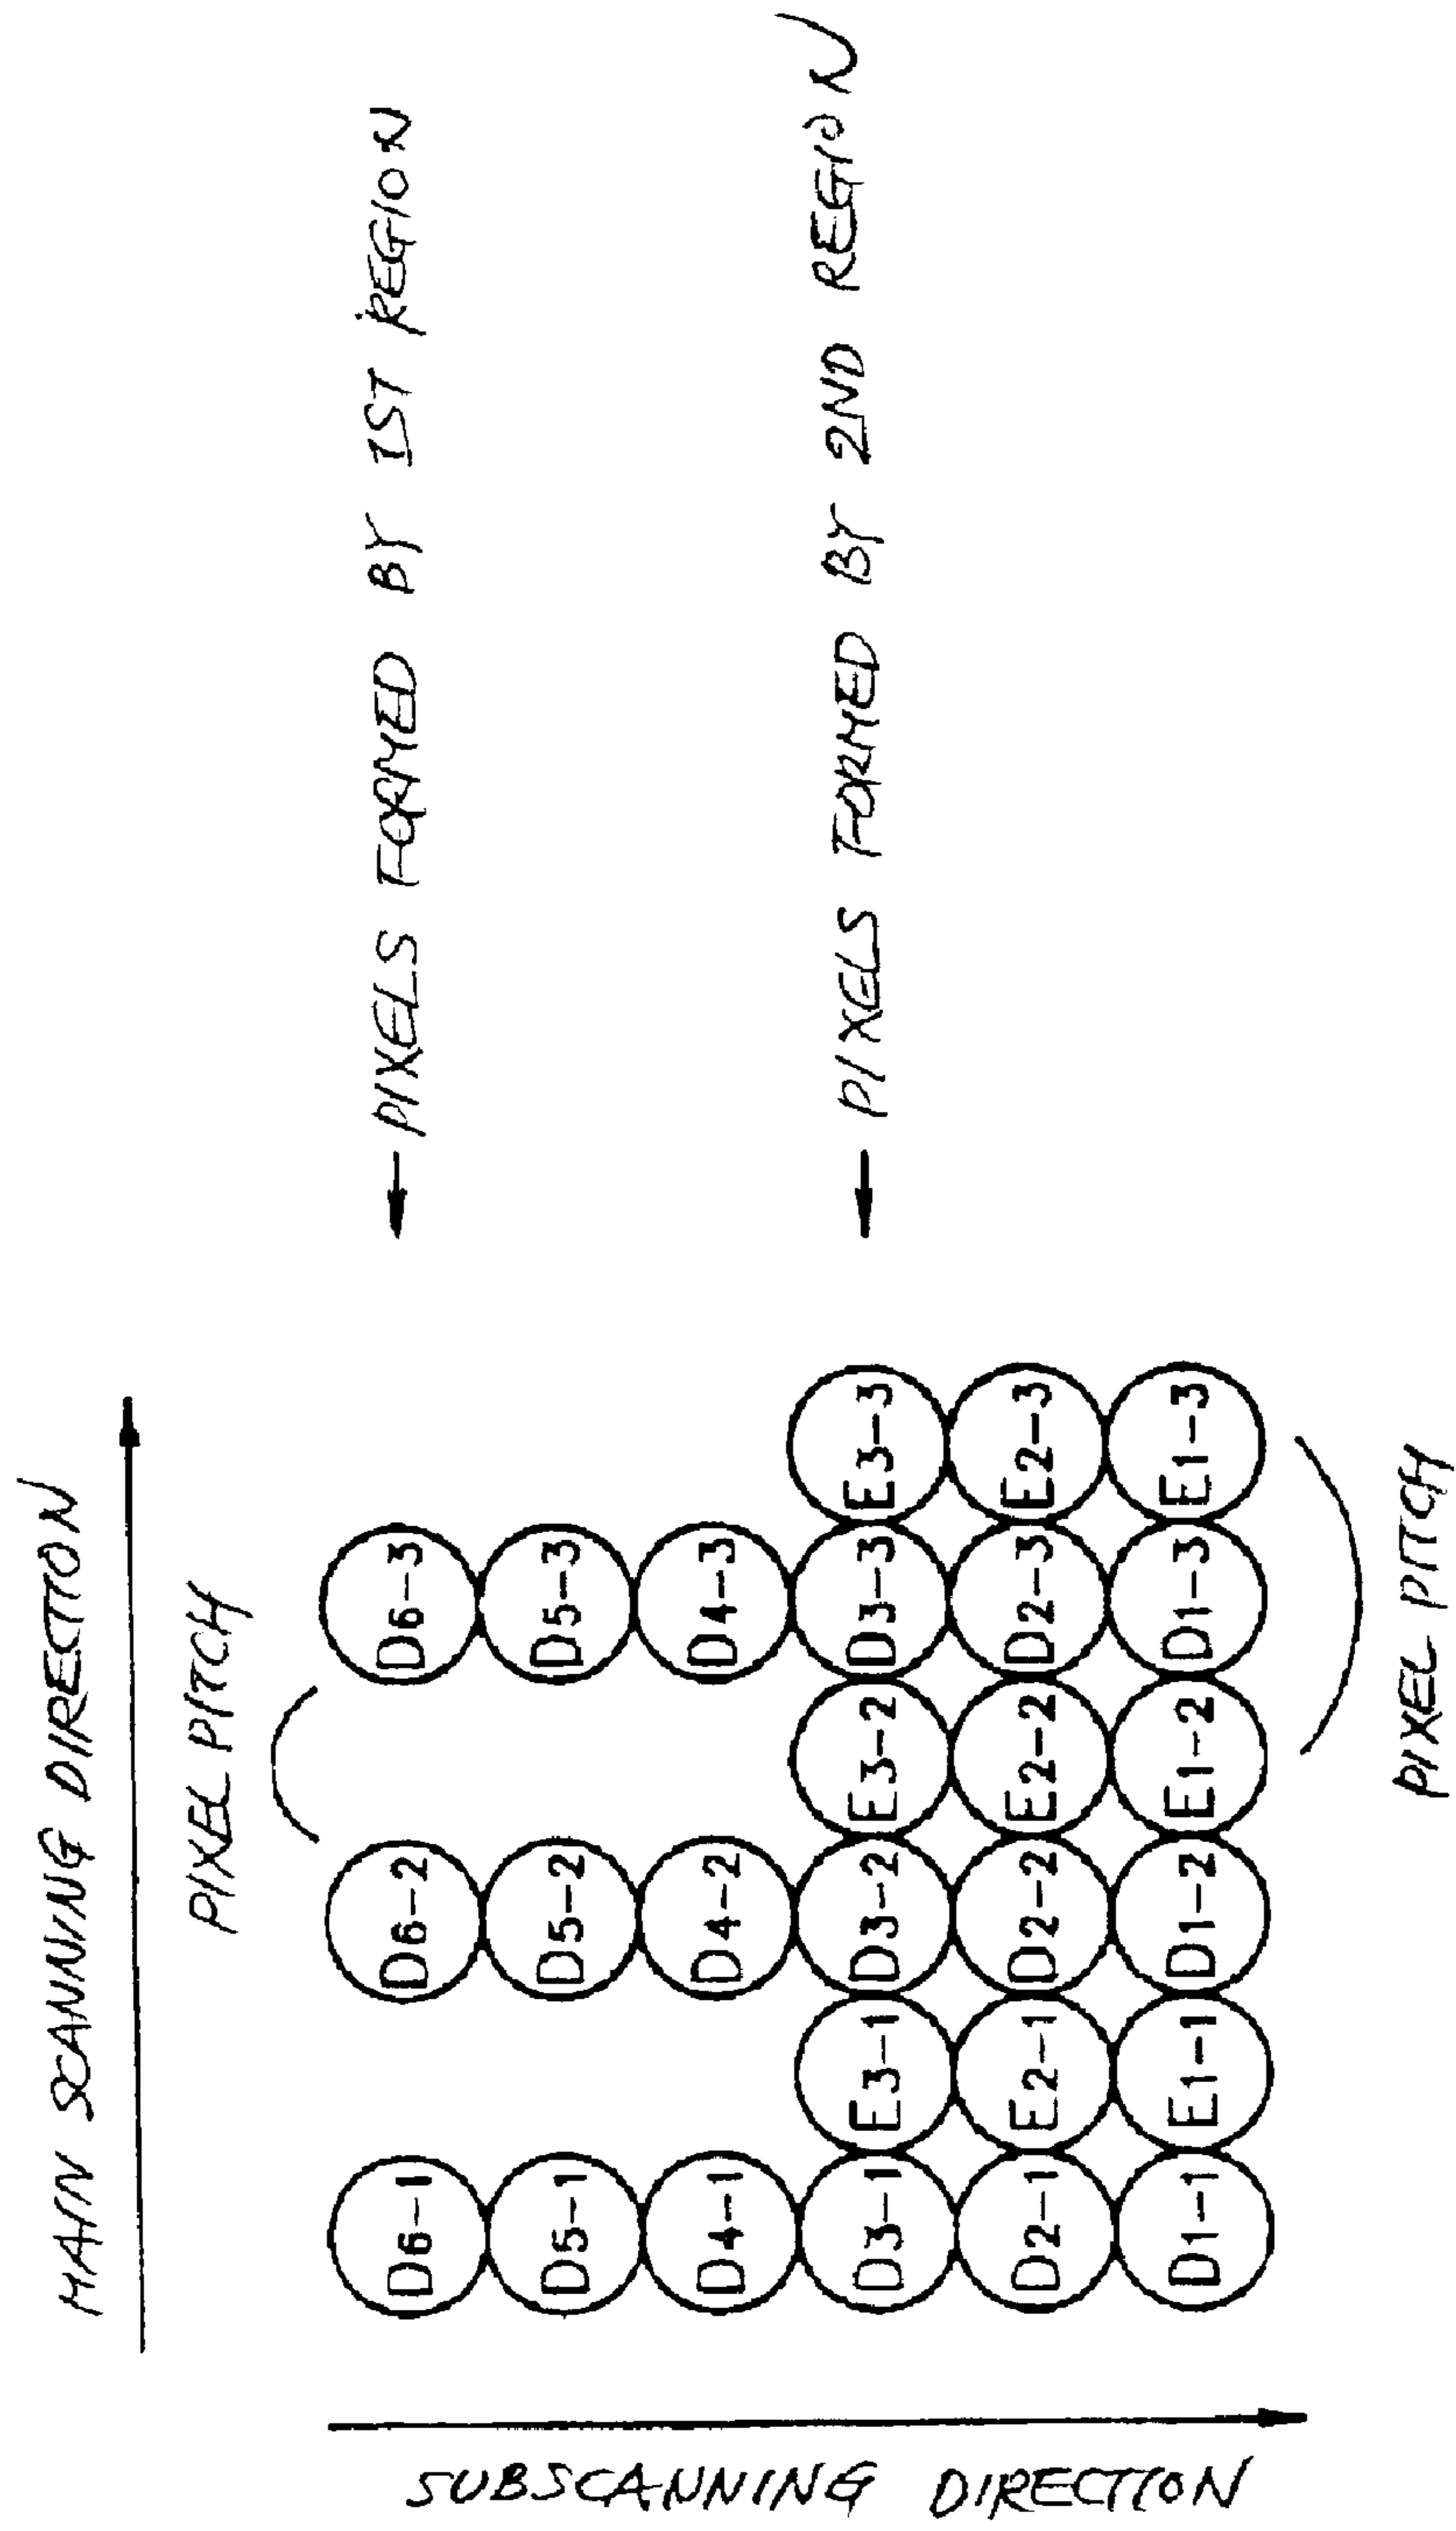 MAIN SCANNING DIRECTION
PIXEL PITCH
D6-1 D6-2 D6-3 ← PIXELS FORMED BY 1ST REGION
D5-1 D5-2 D5-3
D4-1 D4-2 D4-3
D3-1 E3-1 D3-2 E3-2 D3-3 E3-3 ← PIXELS FORMED BY 2ND REGION
D2-1 E2-1 D2-2 E2-2 D2-3 E2-3
D1-1 E1-1 D1-2 E1-2 D1-3 E1-3
PIXEL PITCH
SUBSCANNING DIRECTION